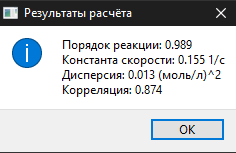 Результаты расчёта
Порядок реакции: 0.989
Константа скорости: 0.155 1/с
Дисперсия: 0.013 (моль/л)^2
Корреляция: 0.874
OK